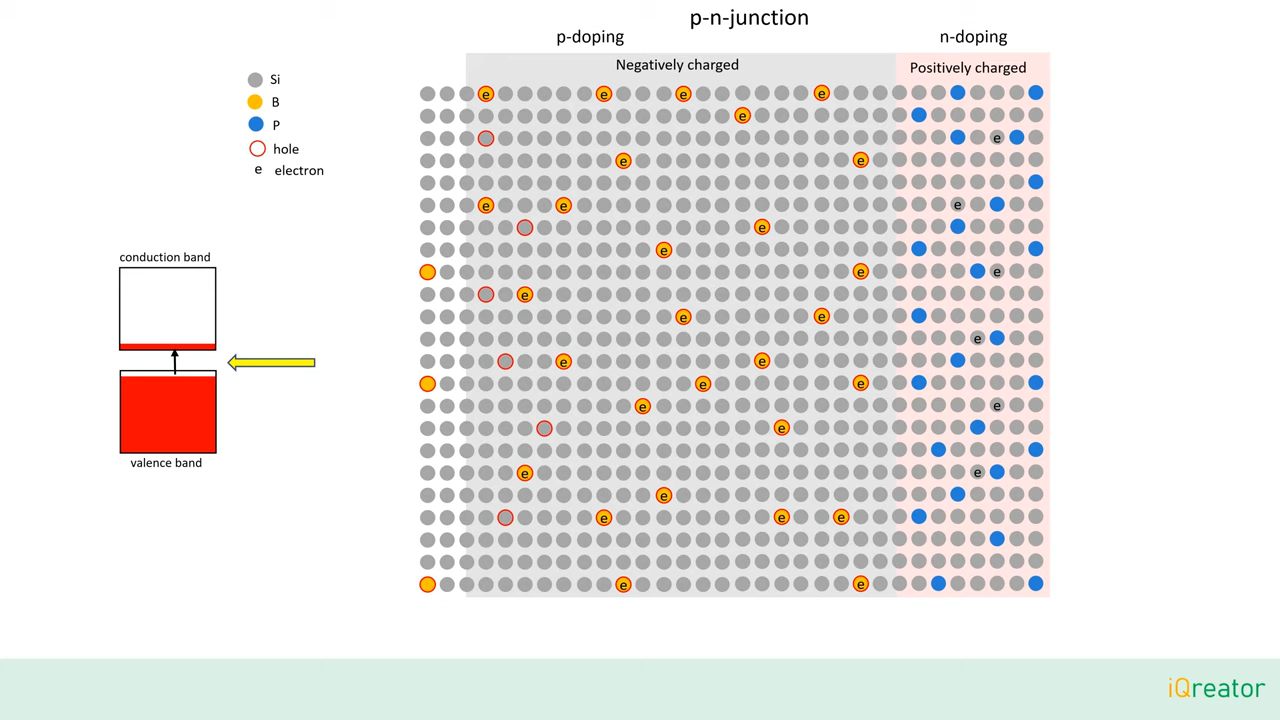 p-n-junction
p-doping
n-doping
Negatively charged
Positively charged
Si
B
P
hole
e electron
conduction band
valence band
e e e e
e
e
e e
e e
e
e
e
e e
e
e e
e
e e
e e
e
e
e
e e
e
e
e e
e
e e e
e e
iQreator